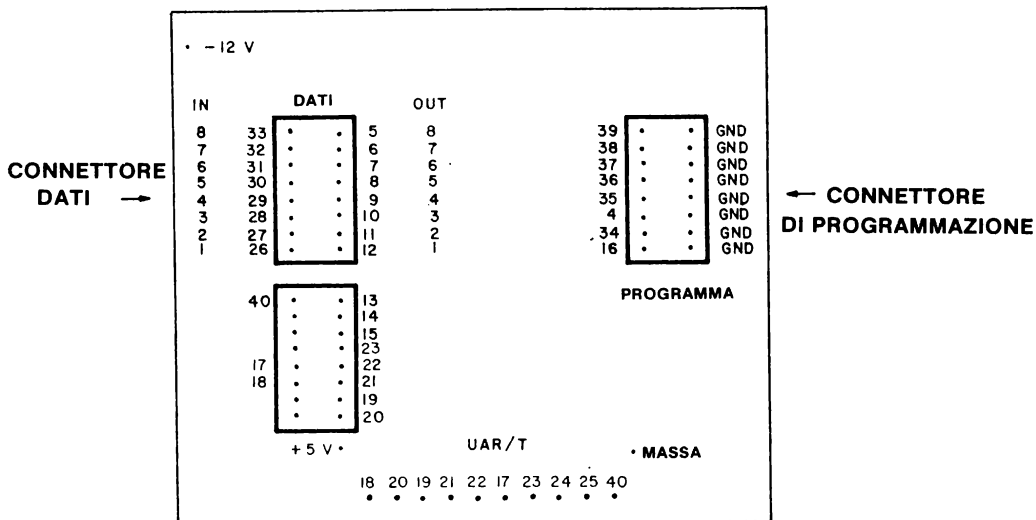 - 12 V
IN DATI OUT
8 33 5 8 39 GND
7 32 6 7 38 GND
6 31 7 6 37 GND
5 30 8 5 36 GND
4 29 9 4 35 GND
3 28 10 3 4 GND
2 27 11 2 34 GND
1 26 12 1 16 GND
CONNETTORE
DATI →
← CONNETTORE
DI PROGRAMMAZIONE
PROGRAMMA
40 13
14
15
23
17 22
18 21
19
20
+ 5 V UAR/T MASSA
18 20 19 21 22 17 23 24 25 40